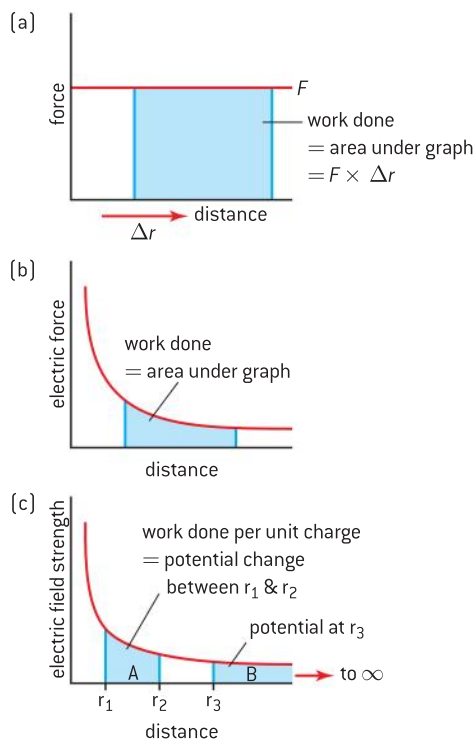 (a)
force
F
work done
= area under graph
= F × Δr
distance
Δr
(b)
electric force
work done
= area under graph
distance
(c)
electric field strength
work done per unit charge
= potential change
between r₁ & r₂
potential at r₃
A
B
to ∞
r₁ r₂ r₃
distance